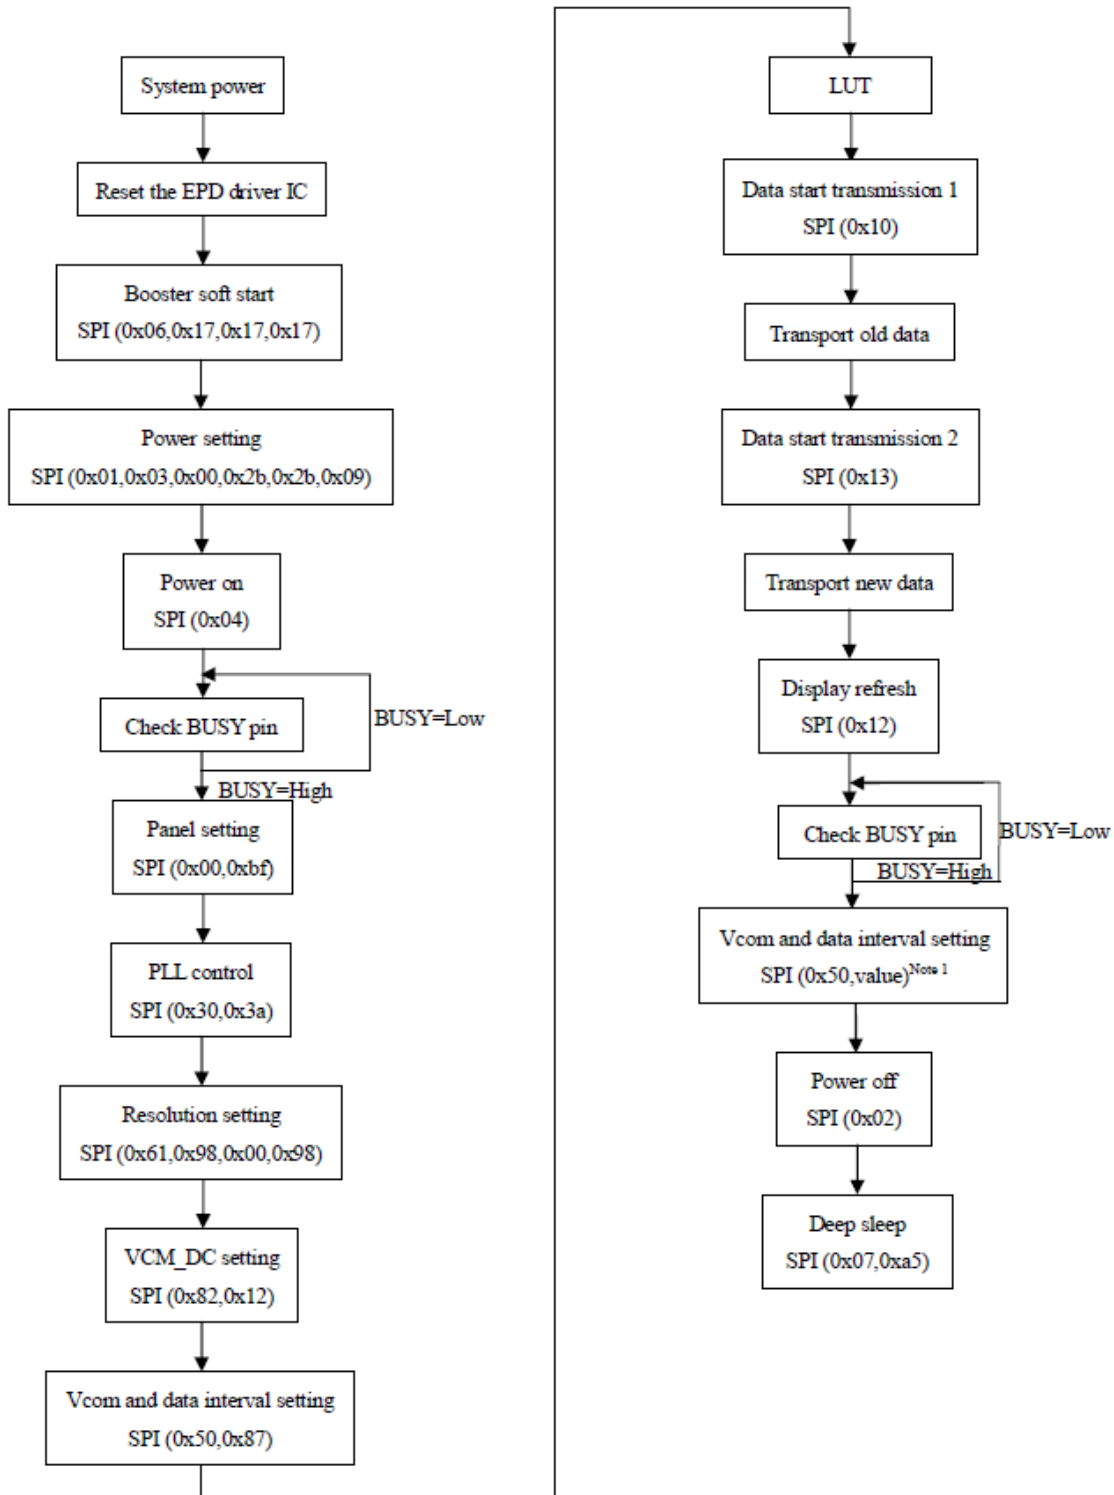 System power
Reset the EPD driver IC
Booster soft start
SPI (0x06,0x17,0x17,0x17)
Power setting
SPI (0x01,0x03,0x00,0x2b,0x2b,0x09)
Power on
SPI (0x04)
Check BUSY pin
BUSY=Low
BUSY=High
Panel setting
SPI (0x00,0xbf)
PLL control
SPI (0x30,0x3a)
Resolution setting
SPI (0x61,0x98,0x00,0x98)
VCM_DC setting
SPI (0x82,0x12)
Vcom and data interval setting
SPI (0x50,0x87)
LUT
Data start transmission 1
SPI (0x10)
Transport old data
Data start transmission 2
SPI (0x13)
Transport new data
Display refresh
SPI (0x12)
Check BUSY pin
BUSY=Low
BUSY=High
Vcom and data interval setting
SPI (0x50,value)Note 1
Power off
SPI (0x02)
Deep sleep
SPI (0x07,0xa5)